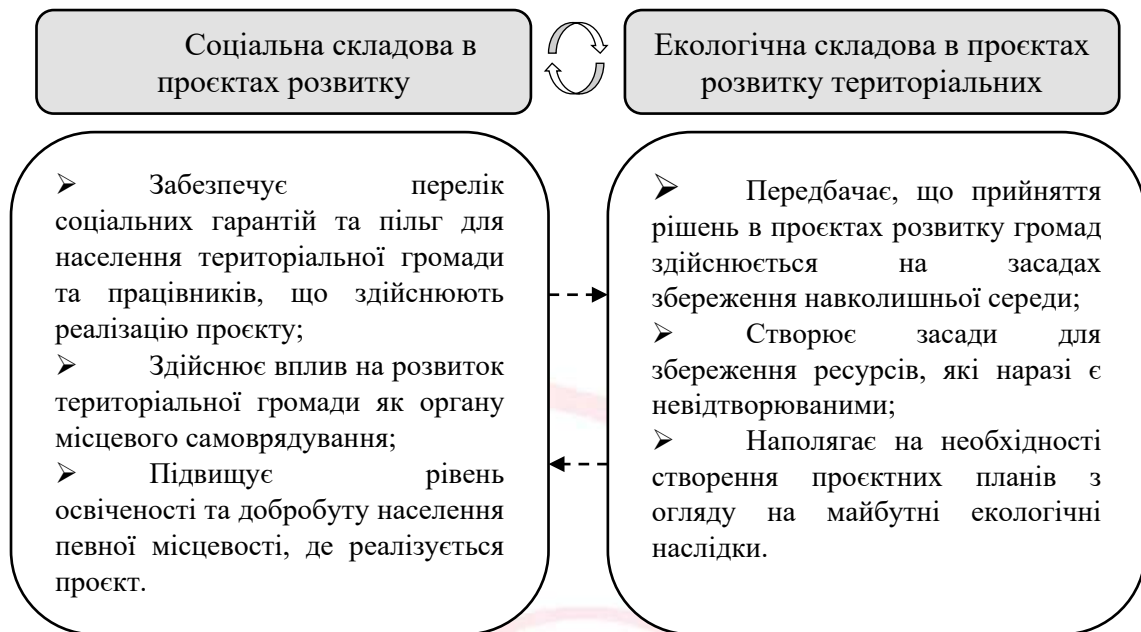 Соціальна складова в
проєктах розвитку
Екологічна складова в проєктах
розвитку територіальних
➢ Забезпечує перелік
соціальних гарантій та пільг для
населення територіальної громади
та працівників, що здійснюють
реалізацію проєкту;
➢ Здійснює вплив на розвиток
територіальної громади як органу
місцевого самоврядування;
➢ Підвищує рівень
освіченості та добробуту населення
певної місцевості, де реалізується
проєкт.
➢ Передбачає, що прийняття
рішень в проєктах розвитку громад
здійснюється на засадах
збереження навколишньої середи;
➢ Створює засади для
збереження ресурсів, які наразі є
невідтворюваними;
➢ Наполягає на необхідності
створення проєктних планів з
огляду на майбутні екологічні
наслідки.